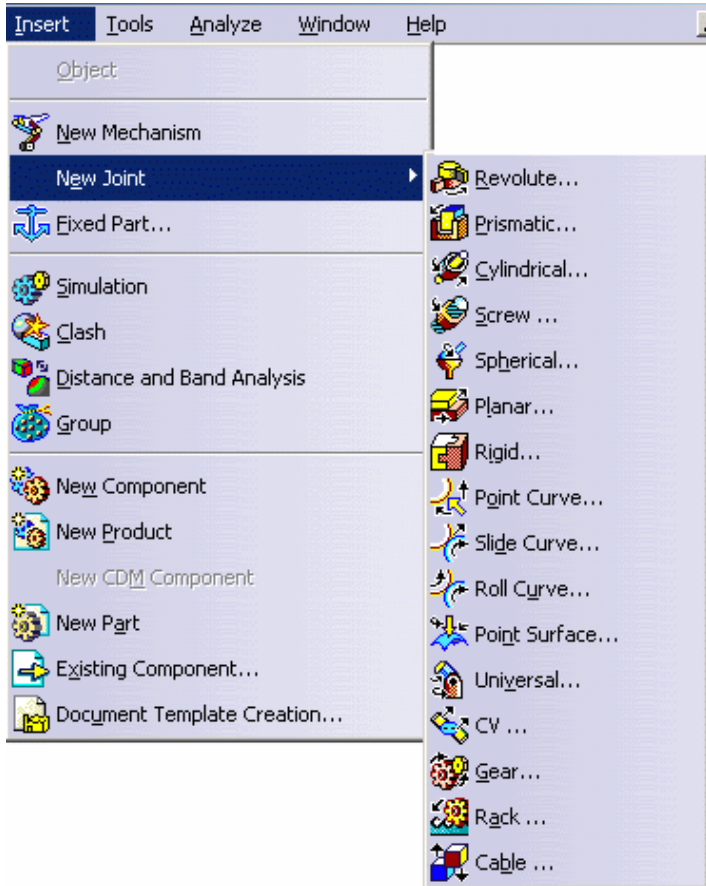 Insert Tools Analyze Window Help
Object
New Mechanism
New Joint
Fixed Part...
Simulation
Clash
Distance and Band Analysis
Group
New Component
New Product
New CDM Component
New Part
Existing Component...
Document Template Creation...
Revolute...
Prismatic...
Cylindrical...
Screw ...
Spherical...
Planar...
Rigid...
Point Curve...
Slide Curve...
Roll Curve...
Point Surface...
Universal...
CV ...
Gear...
Rack ...
Cable ...